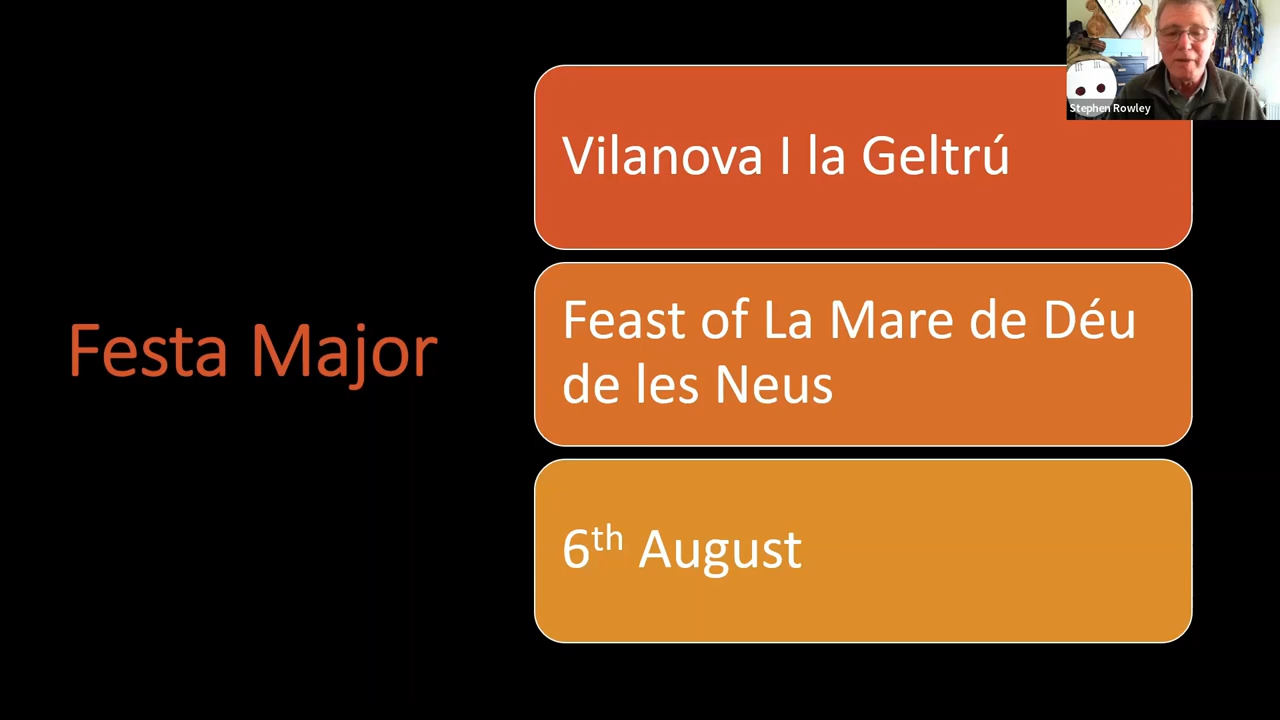 Festa Major
Vilanova I la Geltrú
Feast of La Mare de Déu
de les Neus
6th August
Stephen Rowley